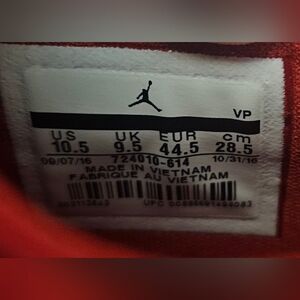 VP
US UK EUR cm
10.5 9.5 44.5 28.5
09/07/16 724010-614 10/31/16
MADE IN VIETNAM
FABRIQUE AU VIETNAM
UPC